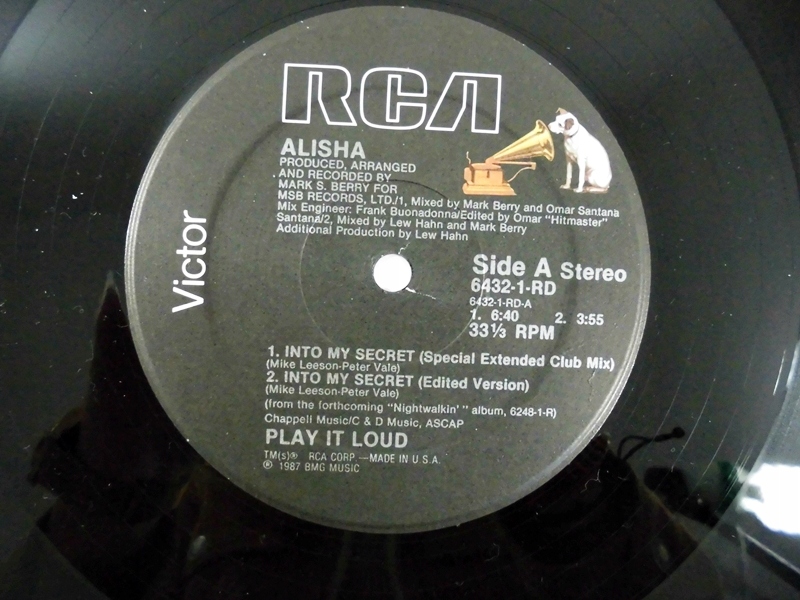 RCA
ALISHA
PRODUCED, ARRANGED
AND RECORDED BY
MARK S. BERRY FOR
MSB RECORDS, LTD./1, Mixed by Mark Berry and Omar Santana
Mix Engineer: Frank Buonadonna/Edited by Omar "Hitmaster"
Santana/2, Mixed by Lew Hahn and Mark Berry
Additional Production by Lew Hahn
Victor
Side A Stereo
6432-1-RD
6432-1-RD-A
1. 6:40 2. 3:55
33⅓ RPM
1. INTO MY SECRET (Special Extended Club Mix)
(Mike Leeson-Peter Vale)
2. INTO MY SECRET (Edited Version)
(Mike Leeson-Peter Vale)
(from the forthcoming "Nightwalkin' " album, 6248-1-R)
Chappell Music/C & D Music, ASCAP
PLAY IT LOUD
TM(s)® RCA CORP.—MADE IN U.S.A.
℗ 1987 BMG MUSIC